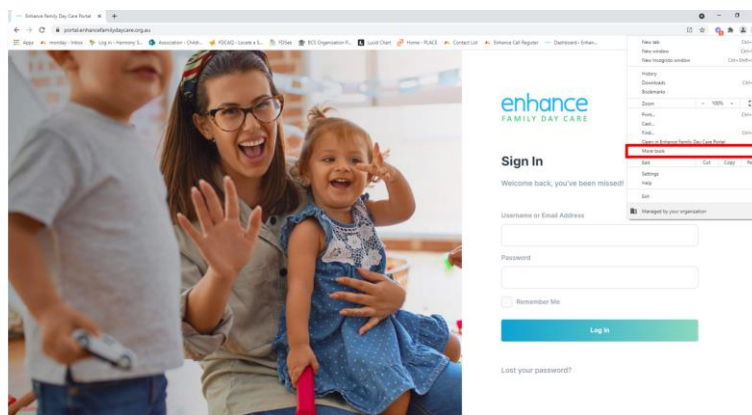 Enhance Family Day Care Portal
portal.enhancefamilydaycare.org.au
Apps monday - Inbox Log in - Harmony S... Association - Childr... FDCAQ - Locate a S... FDSee BCS Organisation P... Lucid Chart Home - PLACE Contact List Enhance Call Register Dashboard - Enhan...
New tab
New window
New Incognito window
History
Downloads
Bookmarks
Zoom - 100% +
Print...
Cast...
Find...
Open in Enhance Family Day Care Portal
More tools
Edit Cut Copy
Settings
Help
Exit
Managed by your organization
enhance
FAMILY DAY CARE
Sign In
Welcome back, you've been missed!
Username or Email Address
Password
Remember Me
Log In
Lost your password?